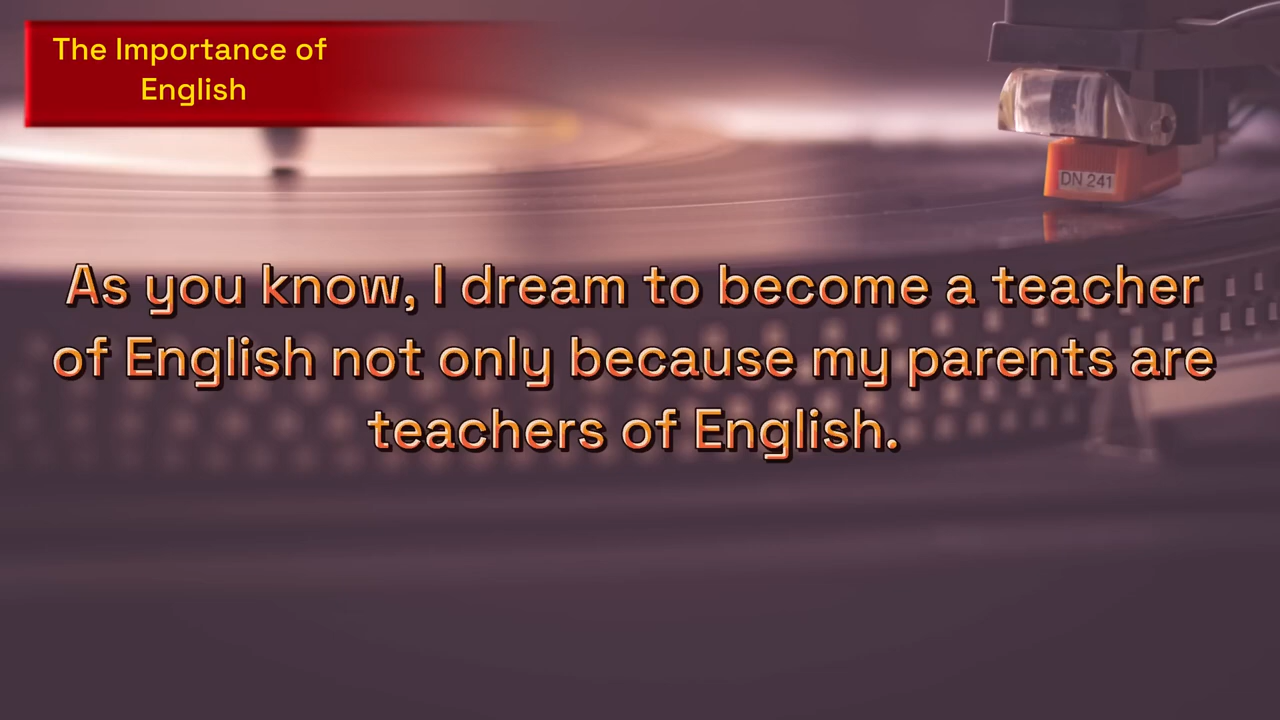 The Importance of
English
DN 241
As you know, I dream to become a teacher
of English not only because my parents are
teachers of English.